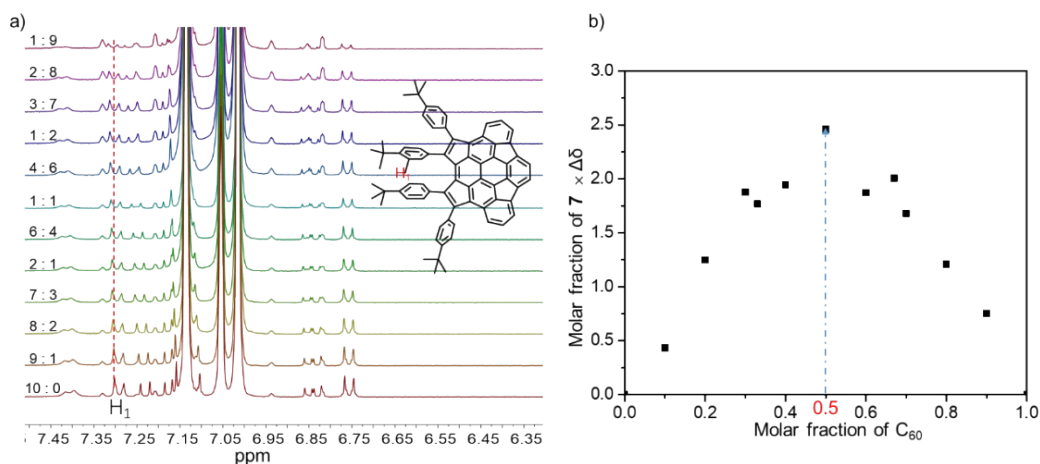 a)
1 : 9
2 : 8
3 : 7
1 : 2
4 : 6
1 : 1
6 : 4
2 : 1
7 : 3
8 : 2
9 : 1
10 : 0
H₁
H₁
7.45 7.35 7.25 7.15 7.05 6.95 6.85 6.75 6.65 6.55 6.45 6.35
ppm
b)
Molar fraction of 7 × Δδ
3.0
2.5
2.0
1.5
1.0
0.5
0.0
0.0 0.2 0.4 0.5 0.6 0.8 1.0
Molar fraction of C₆₀